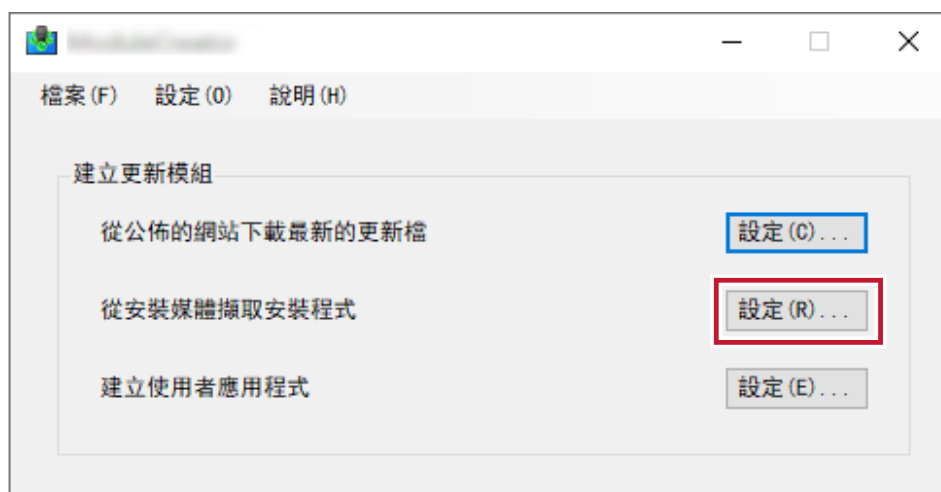 檔案(F) 設定(O) 說明(H)
建立更新模組
從公佈的網站下載最新的更新檔 設定(C)...
從安裝媒體擷取安裝程式 設定(R)...
建立使用者應用程式 設定(E)...